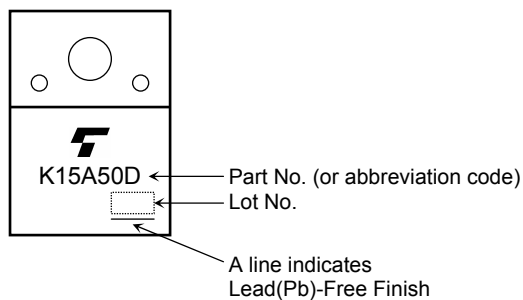 K15A50D
Part No. (or abbreviation code)
Lot No.
A line indicates
Lead(Pb)-Free Finish